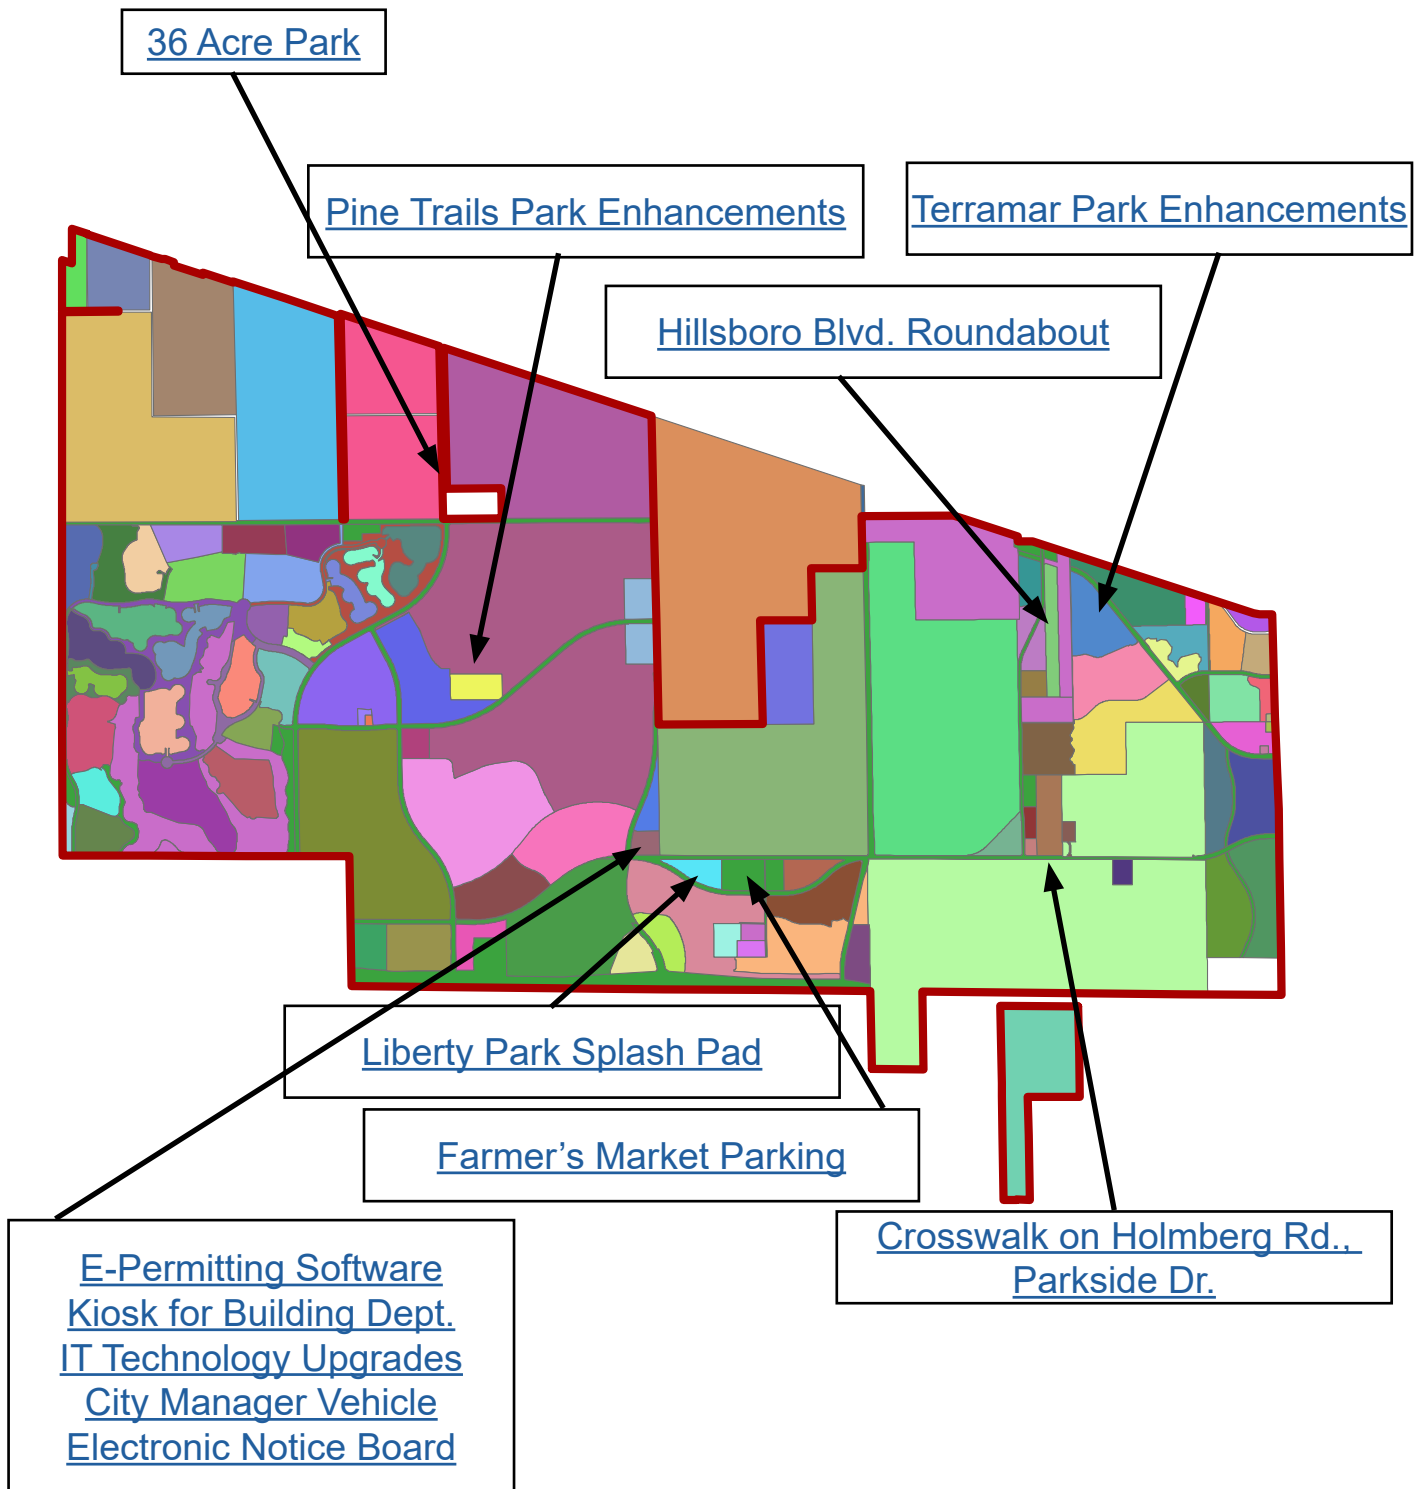 36 Acre Park
Pine Trails Park Enhancements
Terramar Park Enhancements
Hillsboro Blvd. Roundabout
Liberty Park Splash Pad
Farmer’s Market Parking
Crosswalk on Holmberg Rd.,
Parkside Dr.
E-Permitting Software
Kiosk for Building Dept.
IT Technology Upgrades
City Manager Vehicle
Electronic Notice Board